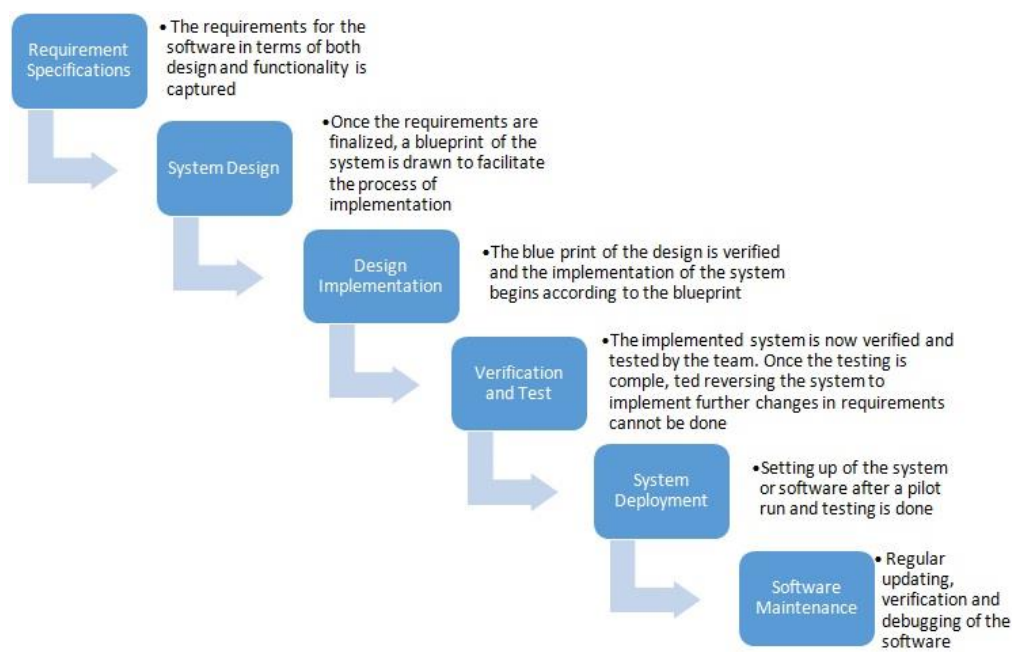 Requirement
Specifications
• The requirements for the
software in terms of both
design and functionality is
captured
System Design
•Once the requirements are
finalized, a blueprint of the
system is drawn to facilitate
the process of
implementation
Design
Implementation
•The blue print of the design is verified
and the implementation of the system
begins according to the blueprint
Verification
and Test
•The implemented system is now verified and
tested by the team. Once the testing is
comple, ted reversing the system to
implement further changes in requirements
cannot be done
System
Deployment
•Setting up of the system
or software after a pilot
run and testing is done
Software
Maintenance
• Regular
updating,
verification and
debugging of the
software